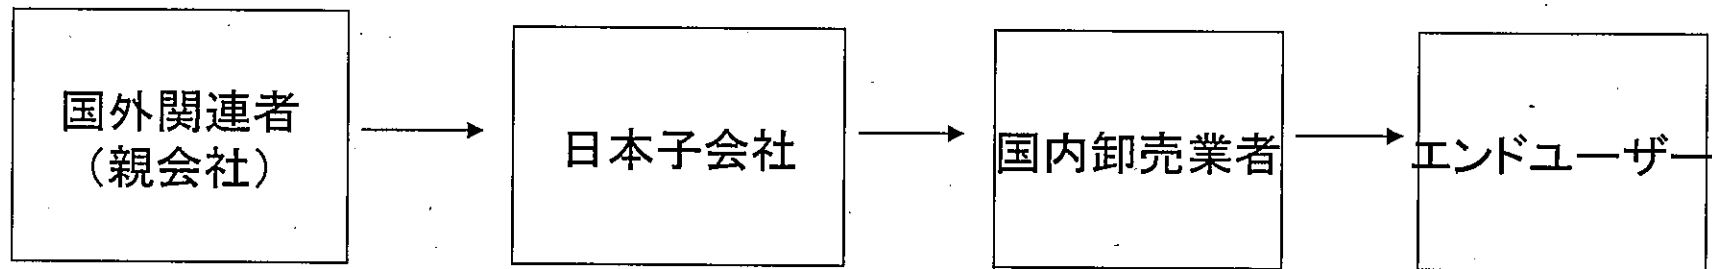 国外関連者
（親会社）
日本子会社
国内卸売業者
エンドユーザー